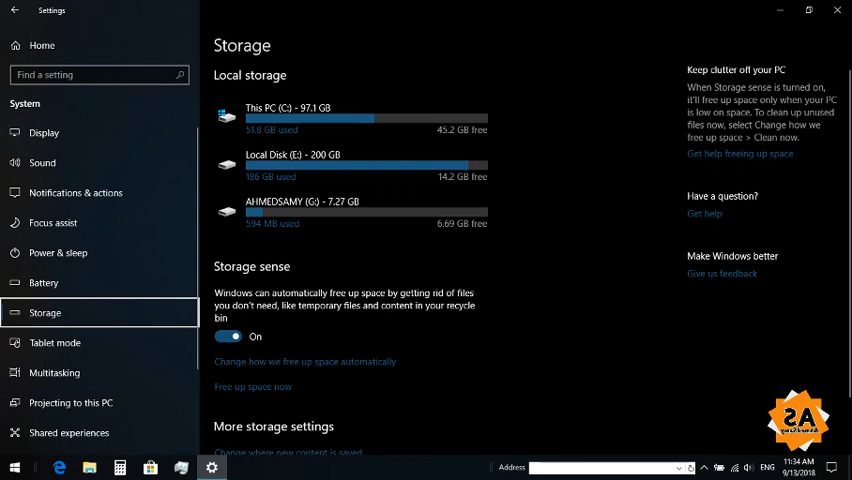 Settings
Home
Find a setting
System
Display
Sound
Notifications & actions
Focus assist
Power & sleep
Battery
Storage
Tablet mode
Multitasking
Projecting to this PC
Shared experiences
Storage
Local storage
This PC (C:) - 97.1 GB
51.8 GB used 45.2 GB free
Local Disk (E:) - 200 GB
186 GB used 14.2 GB free
AHMEDSAMY (G:) - 7.27 GB
594 MB used 6.69 GB free
Storage sense
Windows can automatically free up space by getting rid of files
you don't need, like temporary files and content in your recycle
bin
On
Change how we free up space automatically
Free up space now
More storage settings
Change where new content is saved
Keep clutter off your PC
When Storage sense is turned on,
it'll free up space only when your PC
is low on space. To clean up unused
files now, select Change how we
free up space > Clean now.
Get help freeing up space
Have a question?
Get help
Make Windows better
Give us feedback
AS
Address
ENG
11:34 AM
9/13/2018